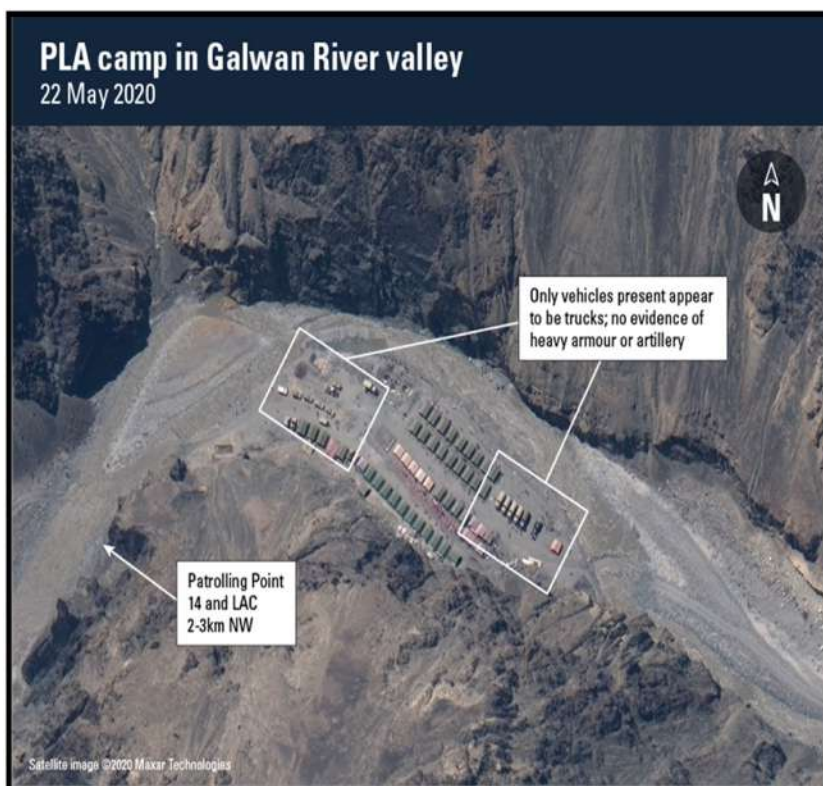 PLA camp in Galwan River valley
22 May 2020
N
Only vehicles present appear
to be trucks; no evidence of
heavy armour or artillery
Patrolling Point
14 and LAC
2-3km NW
Satellite image ©2020 Maxar Technologies